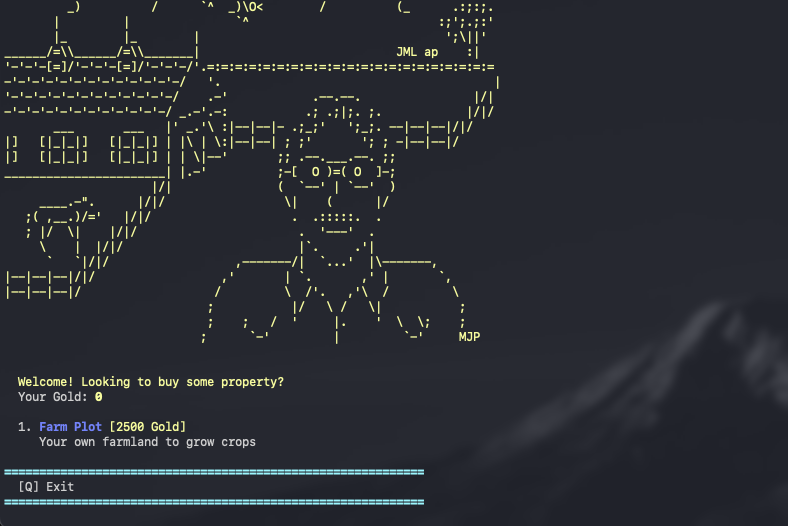 JML ap
MJP
Welcome! Looking to buy some property?
Your Gold: 0
1. Farm Plot [2500 Gold]
Your own farmland to grow crops
[Q] Exit